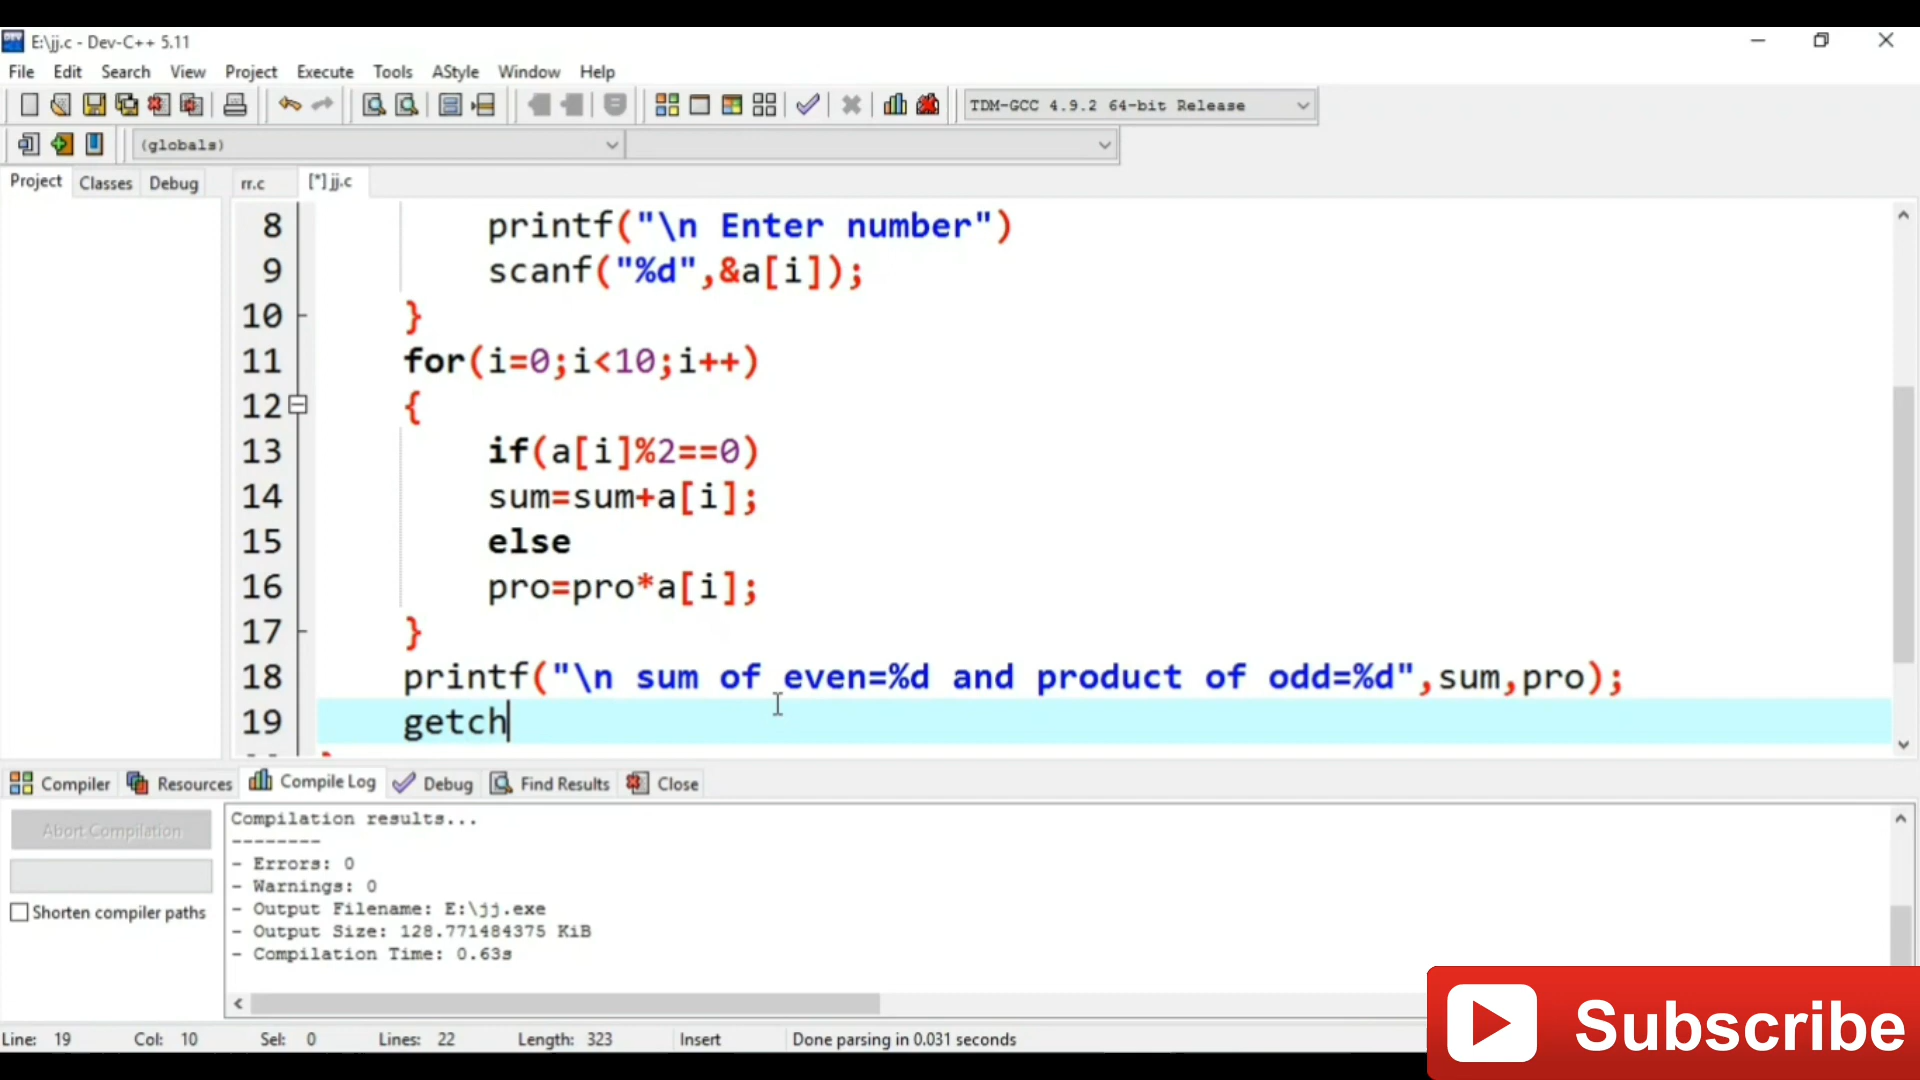 E:\jj.c - Dev-C++ 5.11
File Edit Search View Project Execute Tools AStyle Window Help
TDM-GCC 4.9.2 64-bit Release
(globals)
Project Classes Debug rr.c [*] jj.c
8 printf("\n Enter number")
9 scanf("%d",&a[i]);
10 }
11 for(i=0;i<10;i++)
12 {
13 if(a[i]%2==0)
14 sum=sum+a[i];
15 else
16 pro=pro*a[i];
17 }
18 printf("\n sum of even=%d and product of odd=%d",sum,pro);
19 getch
Compiler Resources Compile Log Debug Find Results Close
Abort Compilation
Shorten compiler paths
Compilation results...
--------
- Errors: 0
- Warnings: 0
- Output Filename: E:\jj.exe
- Output Size: 128.771484375 KiB
- Compilation Time: 0.63s
Line: 19 Col: 10 Sel: 0 Lines: 22 Length: 323 Insert Done parsing in 0.031 seconds
Subscribe